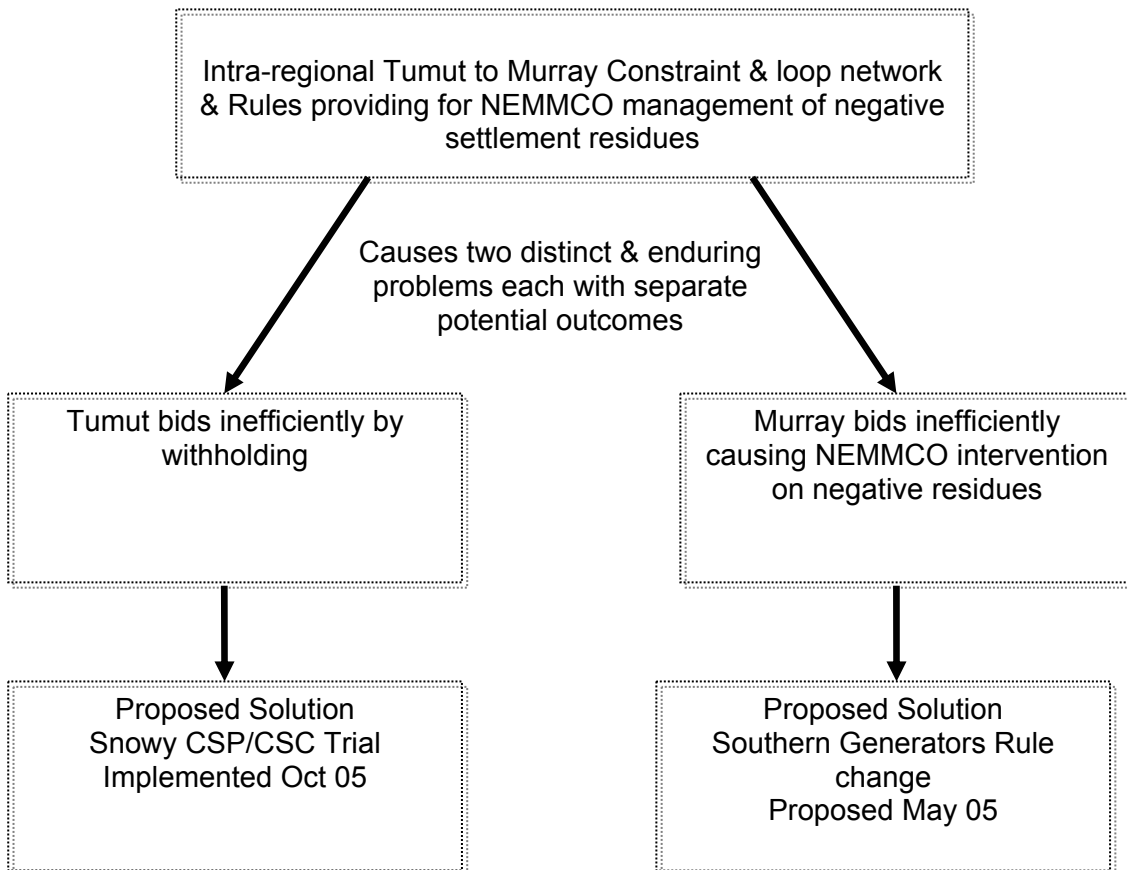 Intra-regional Tumut to Murray Constraint & loop network
& Rules providing for NEMMCO management of negative
settlement residues
Causes two distinct & enduring
problems each with separate
potential outcomes
Tumut bids inefficiently by
withholding
Murray bids inefficiently
causing NEMMCO intervention
on negative residues
Proposed Solution
Snowy CSP/CSC Trial
Implemented Oct 05
Proposed Solution
Southern Generators Rule
change
Proposed May 05